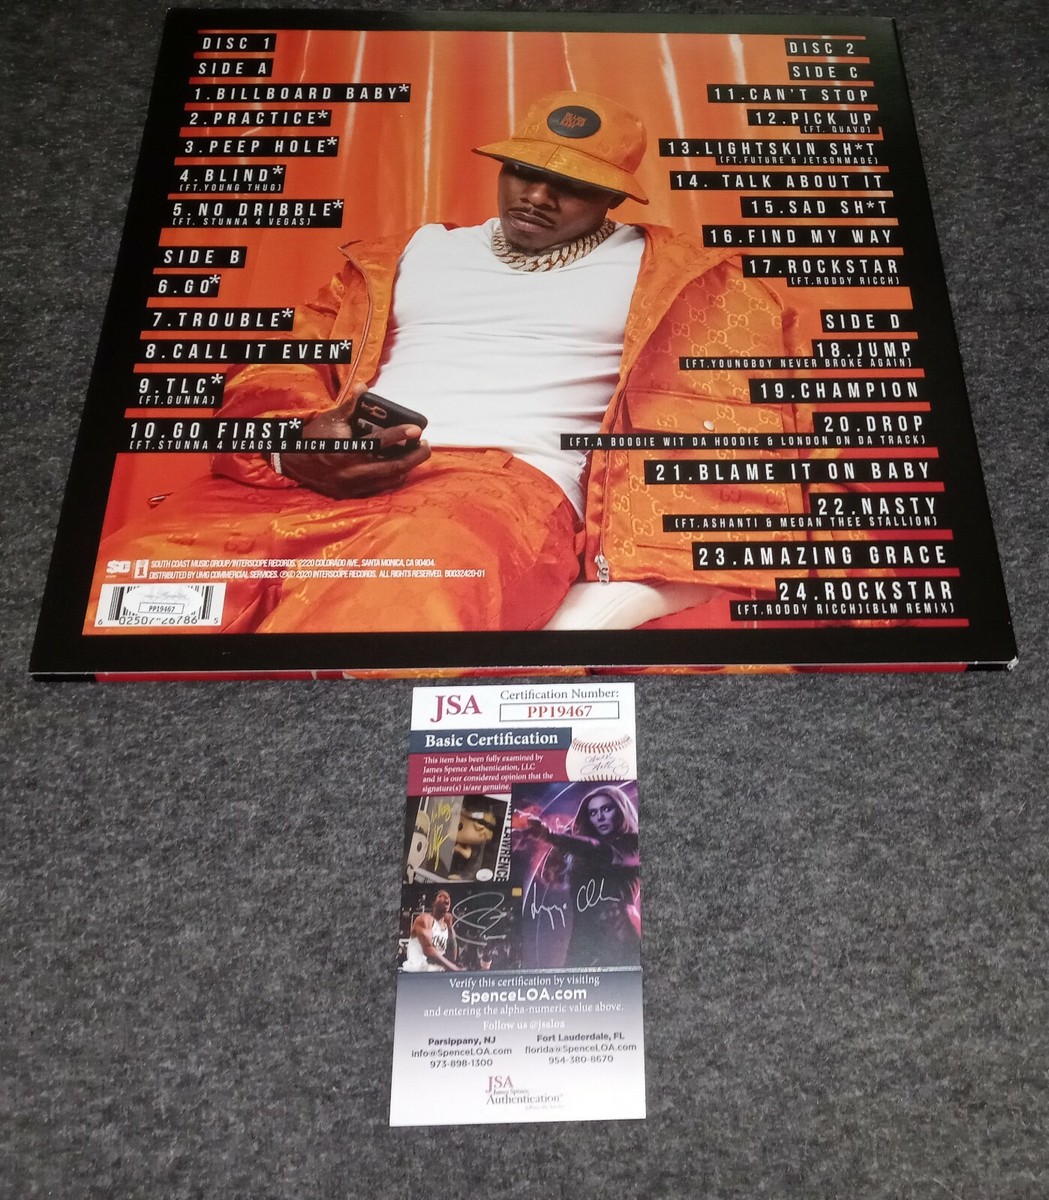 DISC 1
SIDE A
1.BILLBOARD BABY*
2.PRACTICE*
3.PEEP HOLE*
4.BLIND*
(FT.YOUNG THUG)
5.NO DRIBBLE*
(FT. STUNNA 4 VEGAS)
SIDE B
6.GO*
7.TROUBLE*
8.CALL IT EVEN*
9.TLC*
(FT.GUNNA)
10.GO FIRST*
(FT.STUNNA 4 VEAGS & RICH DUNK)
DISC 2
SIDE C
11.CAN'T STOP
12.PICK UP
(FT. QUAVO)
13.LIGHTSKIN SH*T
(FT.FUTURE & JETSONMADE)
14. TALK ABOUT IT
15.SAD SH*T
16.FIND MY WAY
17.ROCKSTAR
(FT.RODDY RICCH)
SIDE D
18.JUMP
(FT.YOUNGBOY NEVER BROKE AGAIN)
19.CHAMPION
20.DROP
(FT.A BOOGIE WIT DA HOODIE & LONDON ON DA TRACK)
21.BLAME IT ON BABY
22.NASTY
(FT.ASHANTI & MEGAN THEE STALLION)
23.AMAZING GRACE
24.ROCKSTAR
(FT.RODDY RICCH)(BLM REMIX)
SC
SOUTH COAST MUSIC GROUP/INTERSCOPE RECORDS, 2220 COLORADO AVE., SANTA MONICA, CA 90404.
DISTRIBUTED BY UMG COMMERCIAL SERVICES. ℗© 2020 INTERSCOPE RECORDS. ALL RIGHTS RESERVED. B0032420-01
PP19467
6 02507 26786 5
JSA
Certification Number:
PP19467
Basic Certification
This item has been fully examined by
James Spence Authentication, LLC
and it is our considered opinion that the
signature(s) is/are genuine.
Verify this certification by visiting
SpenceLOA.com
and entering the alpha-numeric value above.
Follow us @jsaloa
Parsippany, NJ
info@SpenceLOA.com
973-898-1300
Fort Lauderdale, FL
florida@SpenceLOA.com
954-380-8670
JSA
James Spence
Authentication